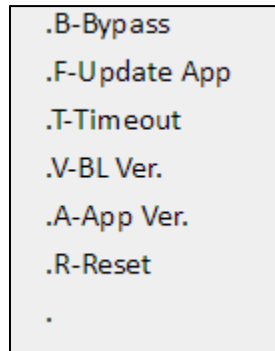 .B-Bypass
.F-Update App
.T-Timeout
.V-BL Ver.
.A-App Ver.
.R-Reset
.